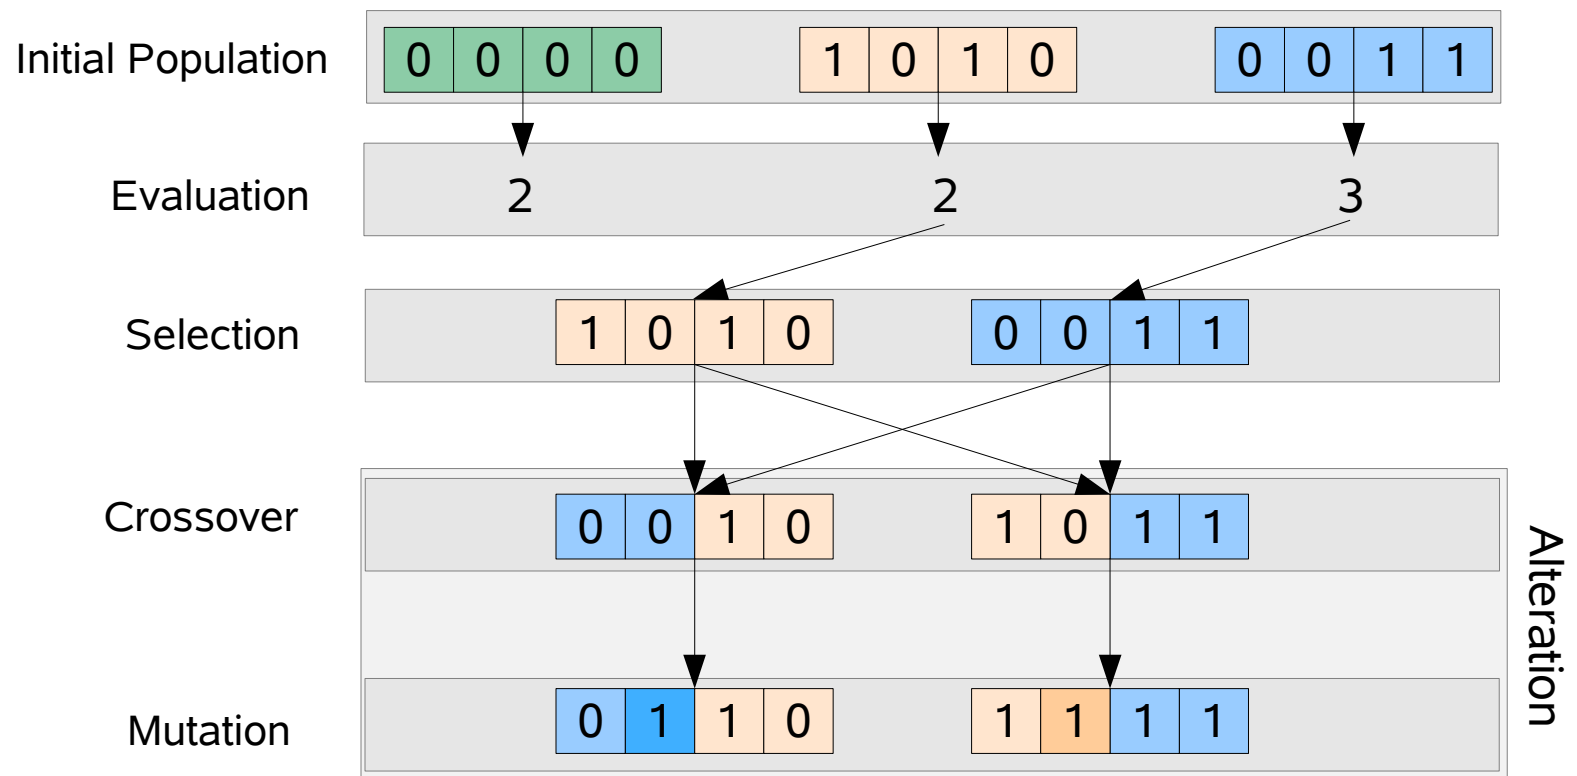 Initial Population 0 0 0 0 1 0 1 0 0 0 1 1
Evaluation 2 2 3
Selection 1 0 1 0 0 0 1 1
Crossover 0 0 1 0 1 0 1 1
Alteration
Mutation 0 1 1 0 1 1 1 1